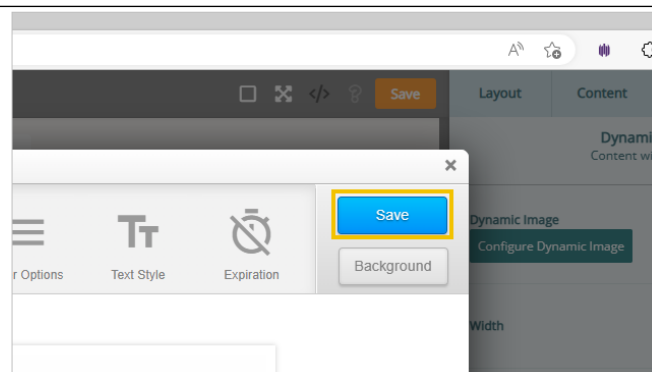 Save
Layout
Content
Dynami
Content wi
Save
Background
r Options
Text Style
Expiration
Dynamic Image
Configure Dynamic Image
Width